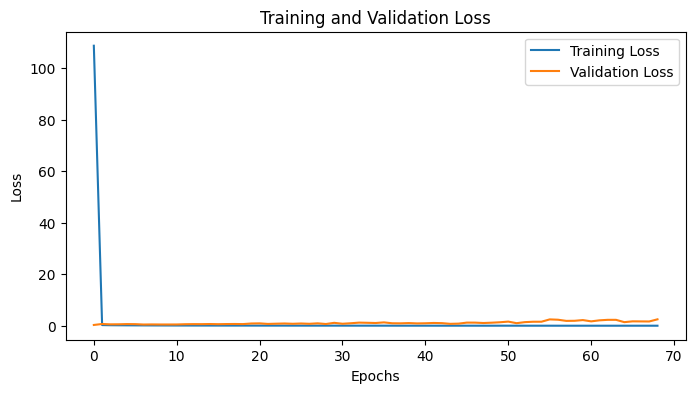 Training and Validation Loss
Training Loss
Validation Loss
Loss
100
80
60
40
20
0
0 10 20 30 40 50 60 70
Epochs